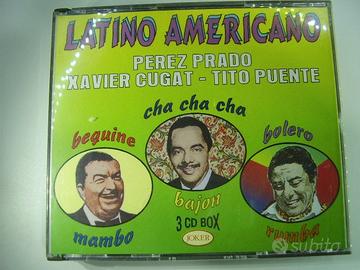 LATINO AMERICANO
PEREZ PRADO
XAVIER CUGAT - TITO PUENTE
cha cha cha
bequine
bolero
bajon
mambo
3 CD BOX
rumba
JOKER
subito